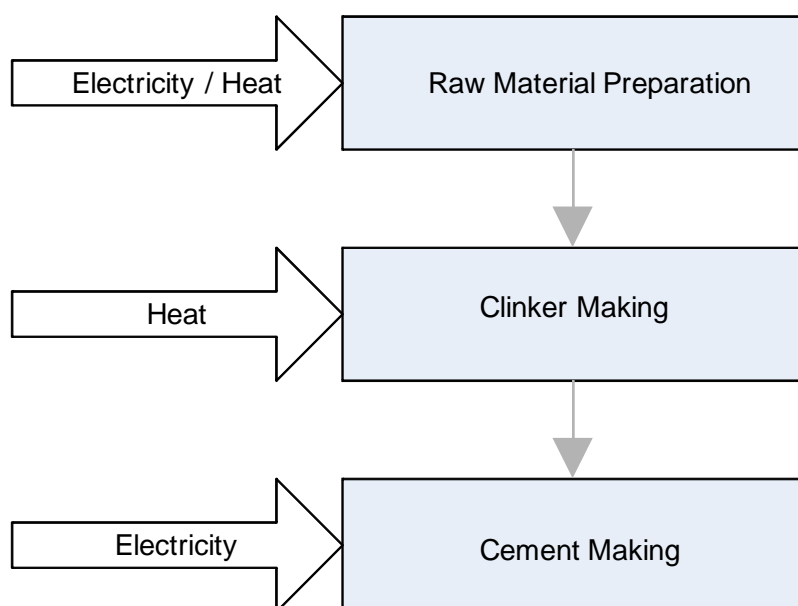 Electricity / Heat
Raw Material Preparation
Heat
Clinker Making
Electricity
Cement Making